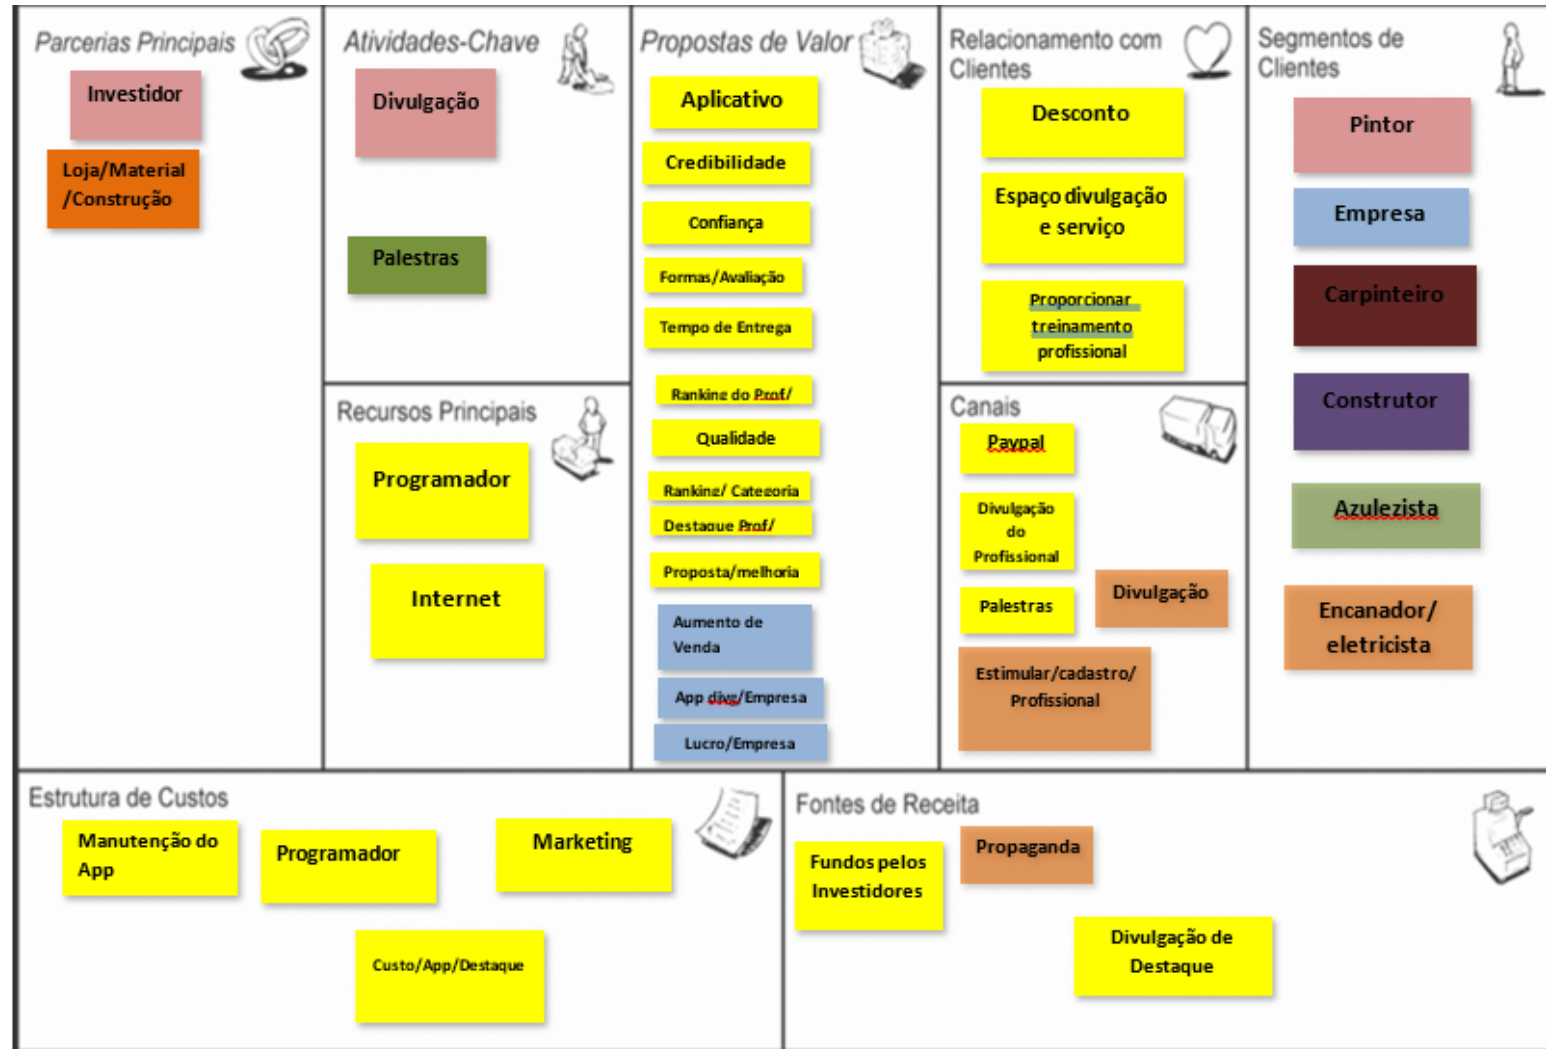 Parcerias Principais
Investidor
Loja/Material
/Construção
Atividades-Chave
Divulgação
Palestras
Recursos Principais
Programador
Internet
Propostas de Valor
Aplicativo
Credibilidade
Confiança
Formas/Avaliação
Tempo de Entrega
Ranking do Prof/
Qualidade
Ranking/ Categoria
Destaque Prof/
Proposta/melhoria
Aumento de
Venda
App divg/Empresa
Lucro/Empresa
Relacionamento com
Clientes
Desconto
Espaço divulgação
e serviço
Proporcionar
treinamento
profissional
Canais
Paypal
Divulgação
do
Profissional
Palestras
Divulgação
Estimular/cadastro/
Profissional
Segmentos de
Clientes
Pintor
Empresa
Carpinteiro
Construtor
Azulezista
Encanador/
eletricista
Estrutura de Custos
Manutenção do
App
Programador
Marketing
Custo/App/Destaque
Fontes de Receita
Fundos pelos
Investidores
Propaganda
Divulgação de
Destaque